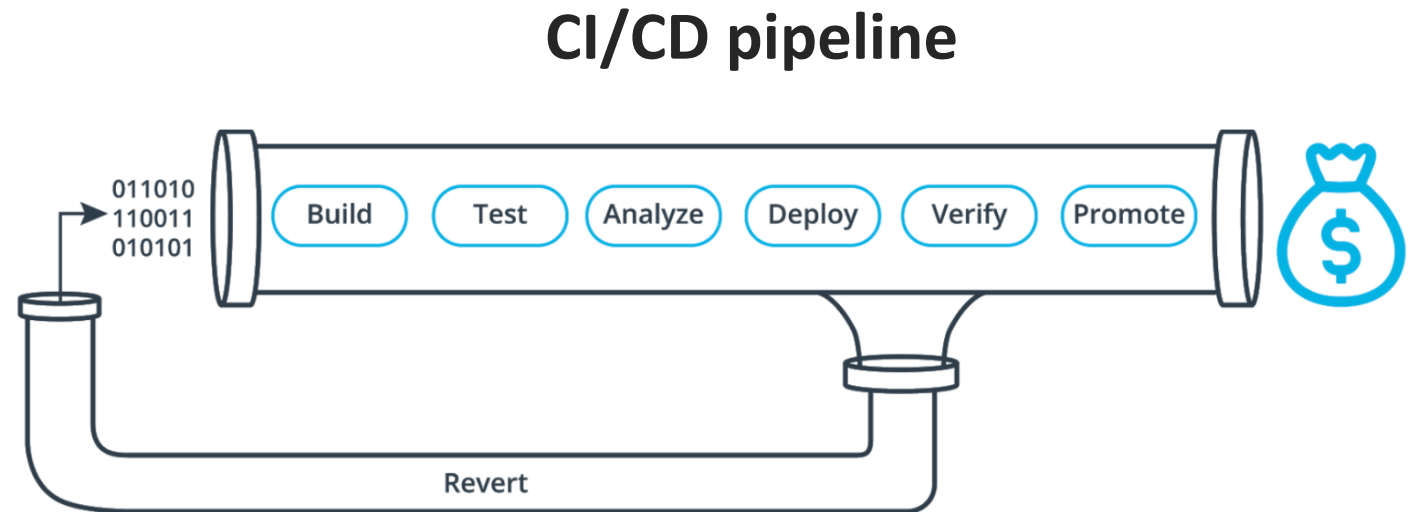 CI/CD pipeline
011010
110011
010101
Build
Test
Analyze
Deploy
Verify
Promote
$
Revert